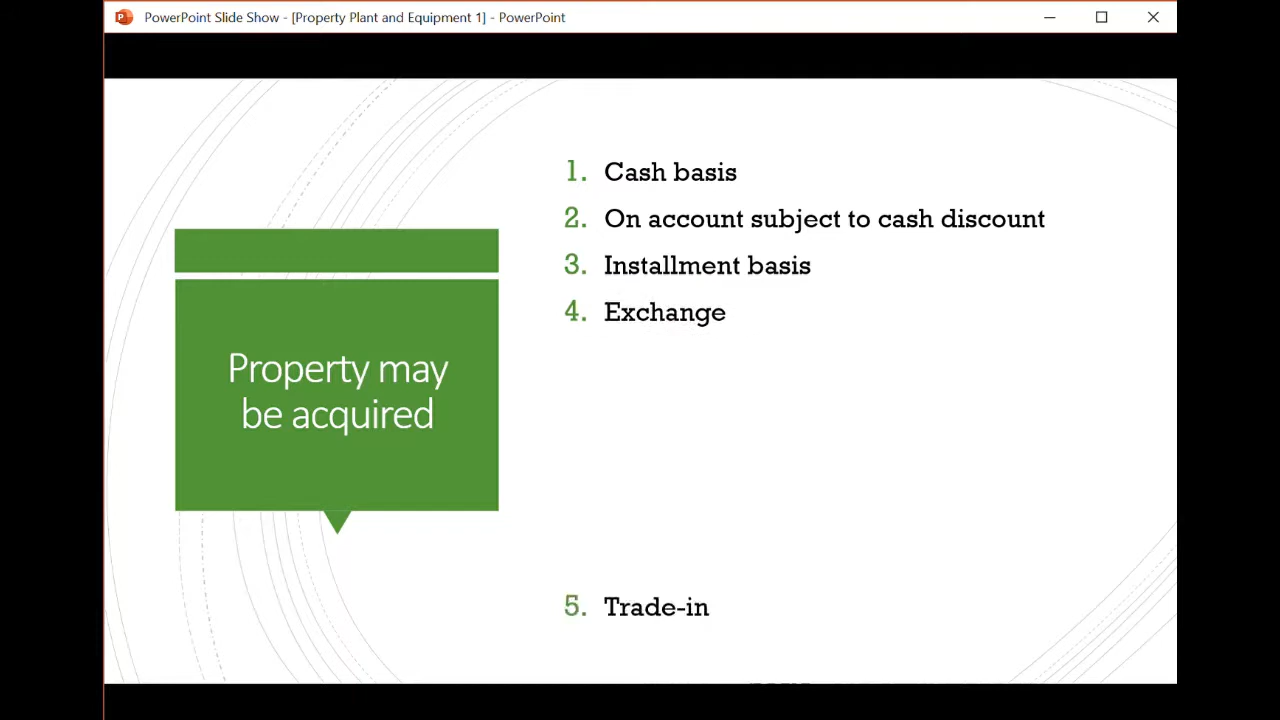 PowerPoint Slide Show - [Property Plant and Equipment 1] - PowerPoint
Property may
be acquired
1. Cash basis
2. On account subject to cash discount
3. Installment basis
4. Exchange
5. Trade-in